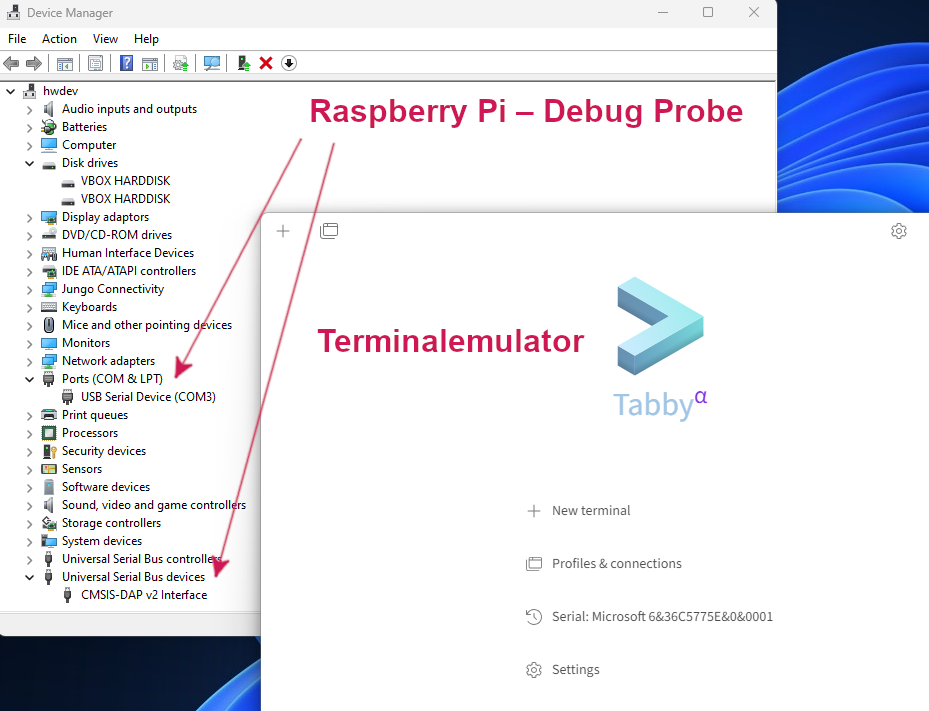 Device Manager
File Action View Help
hwdev
Audio inputs and outputs
Batteries
Computer
Disk drives
VBOX HARDDISK
VBOX HARDDISK
Display adaptors
DVD/CD-ROM drives
Human Interface Devices
IDE ATA/ATAPI controllers
Jungo Connectivity
Keyboards
Mice and other pointing devices
Monitors
Network adapters
Ports (COM & LPT)
USB Serial Device (COM3)
Print queues
Processors
Security devices
Sensors
Software devices
Sound, video and game controllers
Storage controllers
System devices
Universal Serial Bus controllers
Universal Serial Bus devices
CMSIS-DAP v2 Interface
Raspberry Pi – Debug Probe
Terminalemulator
Tabbyα
New terminal
Profiles & connections
Serial: Microsoft 6&36C5775E&0&0001
Settings